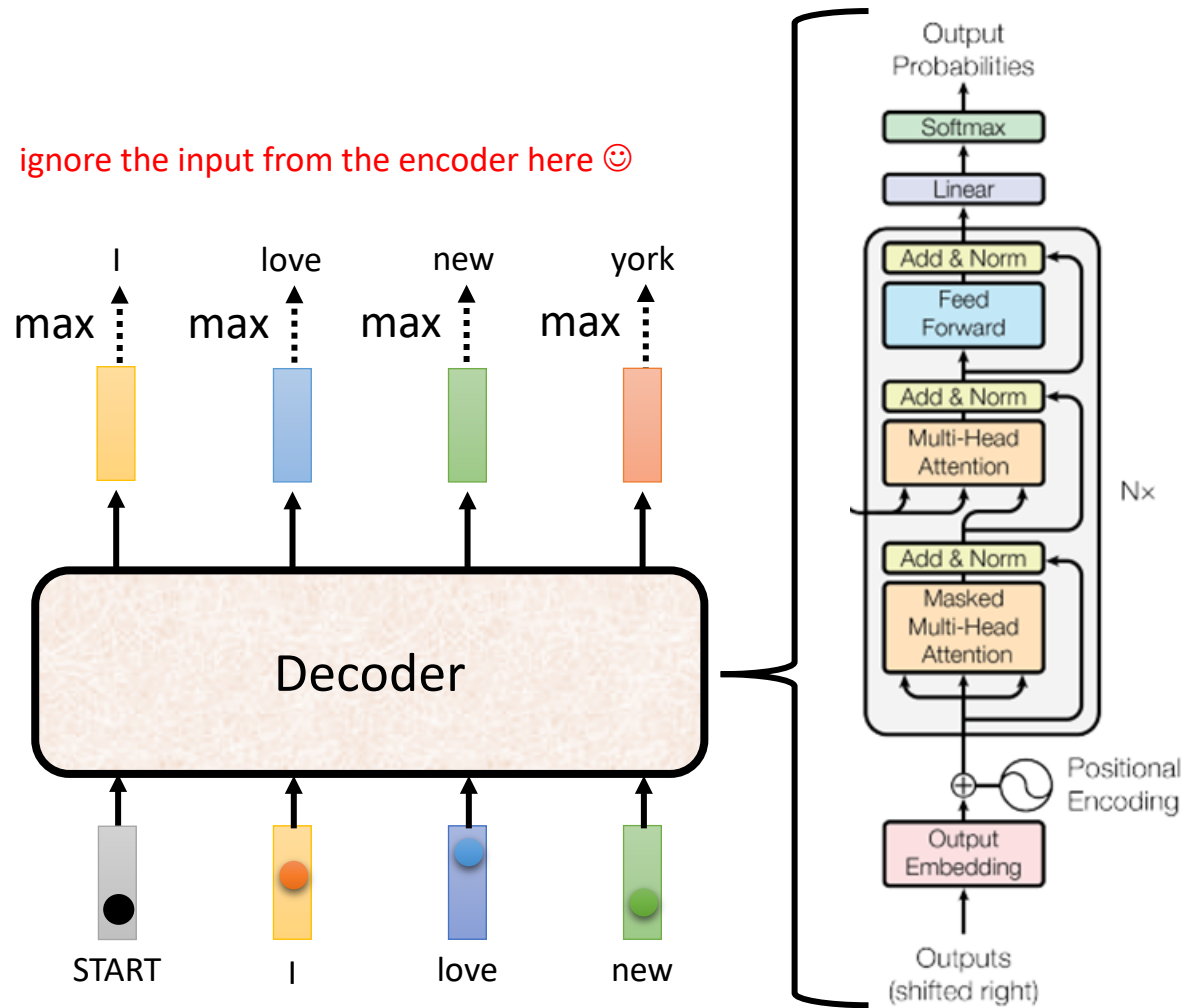 ignore the input from the encoder here ☺
I
love
new
york
max
max
max
max
Decoder
START
I
love
new
Output
Probabilities
Softmax
Linear
Add & Norm
Feed
Forward
Add & Norm
Multi-Head
Attention
N×
Add & Norm
Masked
Multi-Head
Attention
Positional
Encoding
Output
Embedding
Outputs
(shifted right)